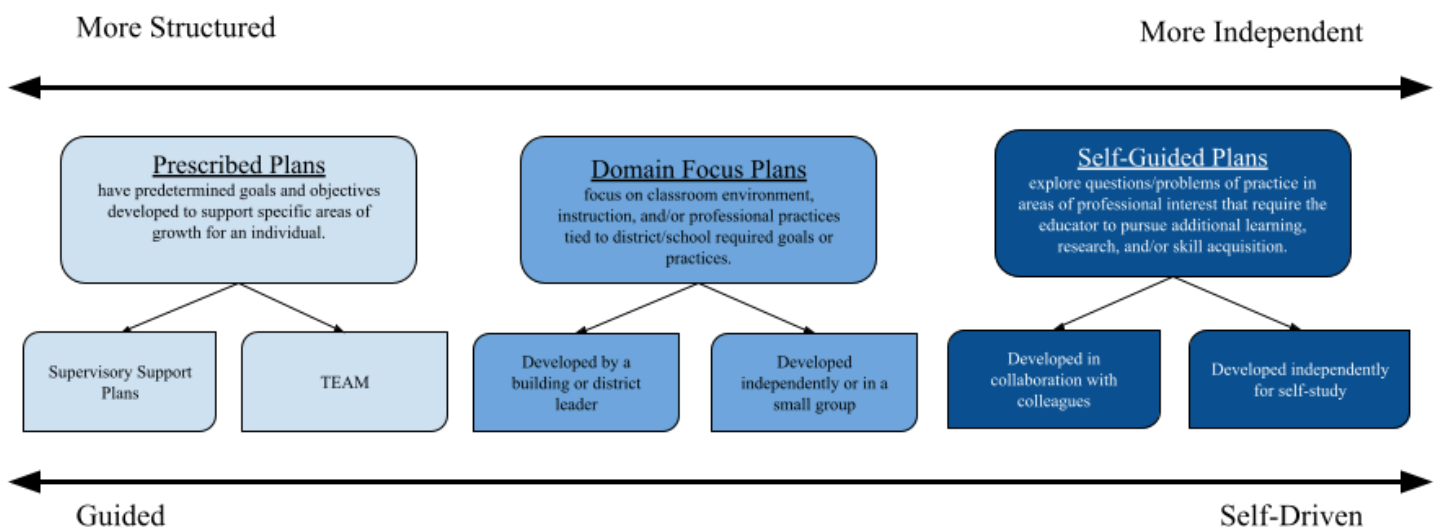 More Structured
More Independent
Prescribed Plans
have predetermined goals and objectives
developed to support specific areas of
growth for an individual.
Domain Focus Plans
focus on classroom environment,
instruction, and/or professional practices
tied to district/school required goals or
practices.
Self-Guided Plans
explore questions/problems of practice in
areas of professional interest that require the
educator to pursue additional learning,
research, and/or skill acquisition.
Supervisory Support
Plans
TEAM
Developed by a
building or district
leader
Developed
independently or in a
small group
Developed in
collaboration with
colleagues
Developed independently
for self-study
Guided
Self-Driven